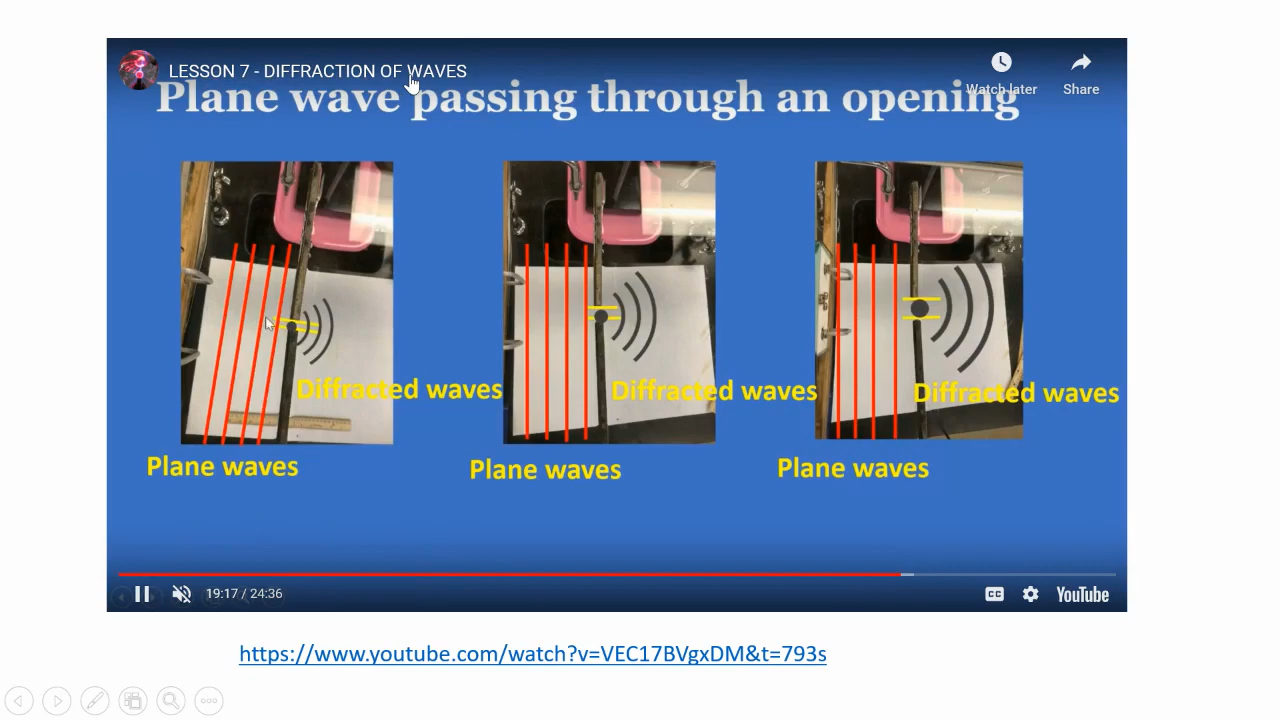 LESSON 7 - DIFFRACTION OF WAVES
Plane wave passing through an opening
Watch later
Share
Diffracted waves
Diffracted waves
Diffracted waves
Plane waves
Plane waves
Plane waves
19:17 / 24:36
CC
YouTube
https://www.youtube.com/watch?v=VEC17BVgxDM&t=793s